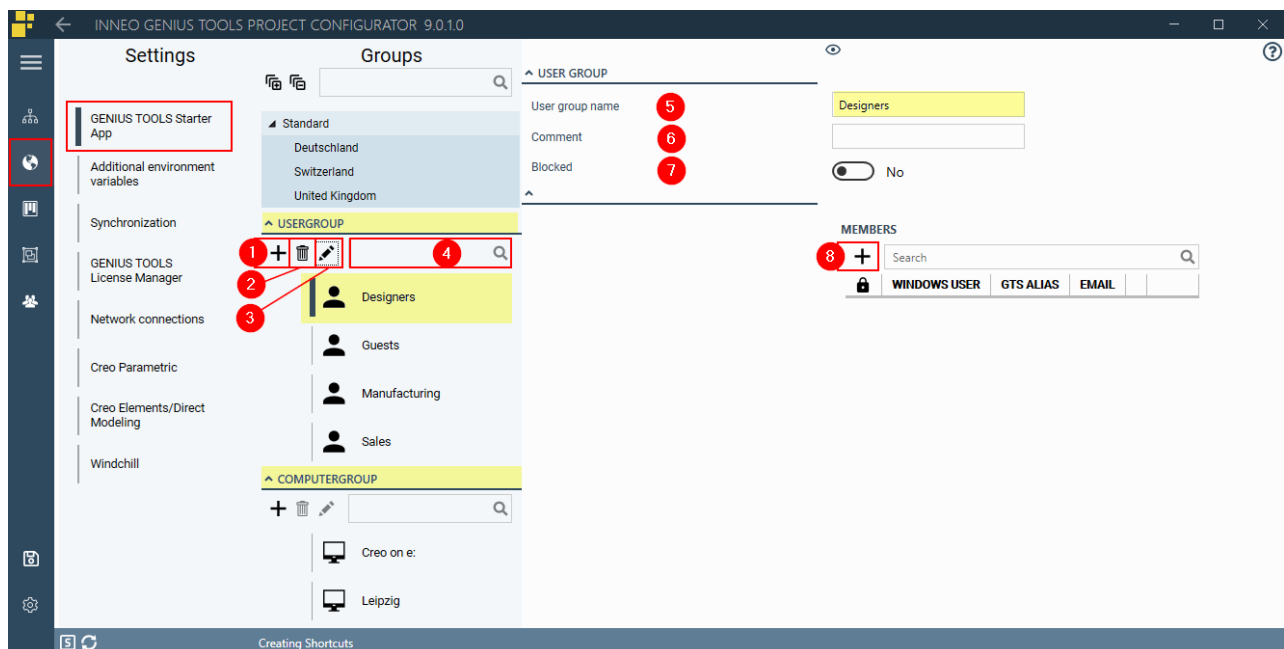 INNEO GENIUS TOOLS PROJECT CONFIGURATOR 9.0.1.0
Settings
GENIUS TOOLS Starter
App
Additional environment
variables
Synchronization
GENIUS TOOLS
License Manager
Network connections
Creo Parametric
Creo Elements/Direct
Modeling
Windchill
Groups
Standard
Deutschland
Switzerland
United Kingdom
USERGROUP
1
2
3
4
Designers
Guests
Manufacturing
Sales
COMPUTERGROUP
Creo on e:
Leipzig
USER GROUP
User group name 5 Designers
Comment 6
Blocked 7 No
MEMBERS
8 Search
WINDOWS USER GTS ALIAS EMAIL
S Creating Shortcuts